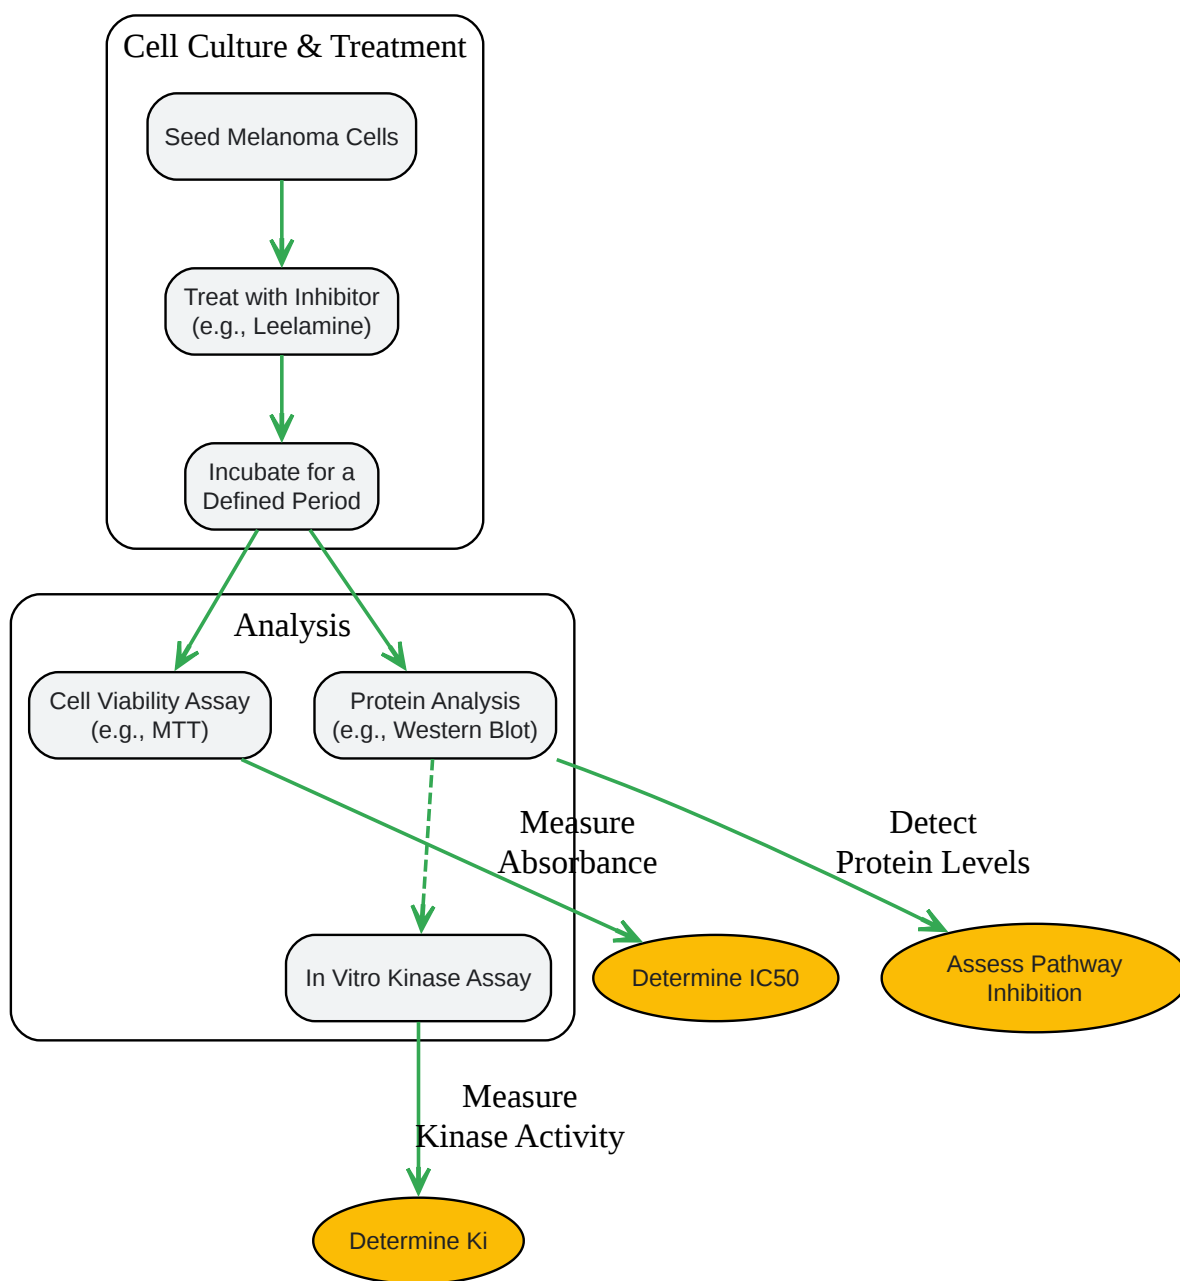 Cell Culture & Treatment
Seed Melanoma Cells
Treat with Inhibitor
(e.g., Leelamine)
Incubate for a
Defined Period
Analysis
Cell Viability Assay
(e.g., MTT)
Protein Analysis
(e.g., Western Blot)
Measure
Absorbance
Detect
Protein Levels
In Vitro Kinase Assay
Determine IC50
Assess Pathway
Inhibition
Measure
Kinase Activity
Determine Ki